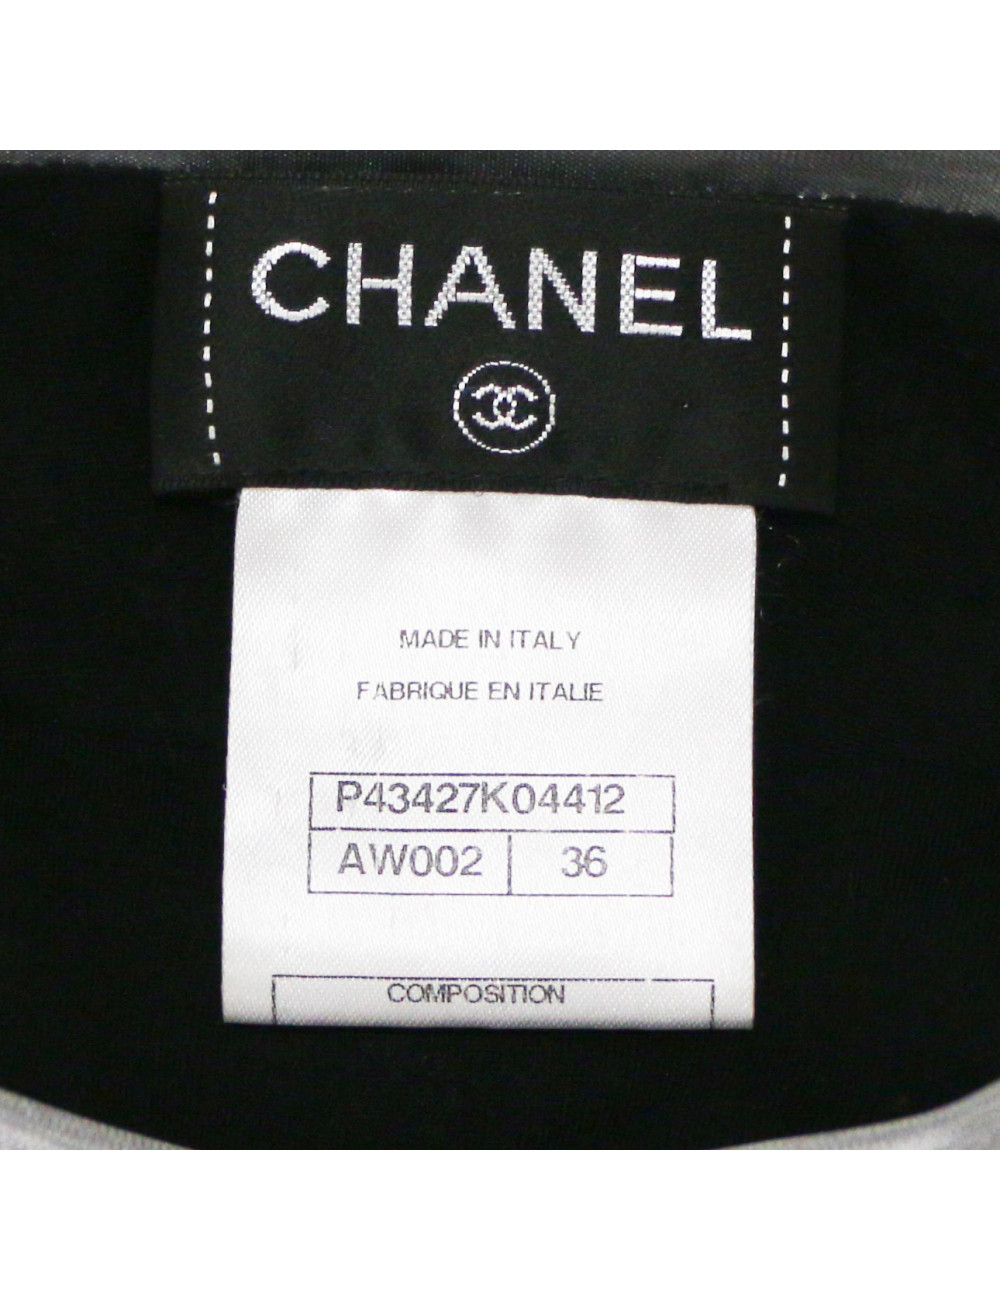 CHANEL
MADE IN ITALY
FABRIQUE EN ITALIE
P43427K04412
AW002 36
COMPOSITION